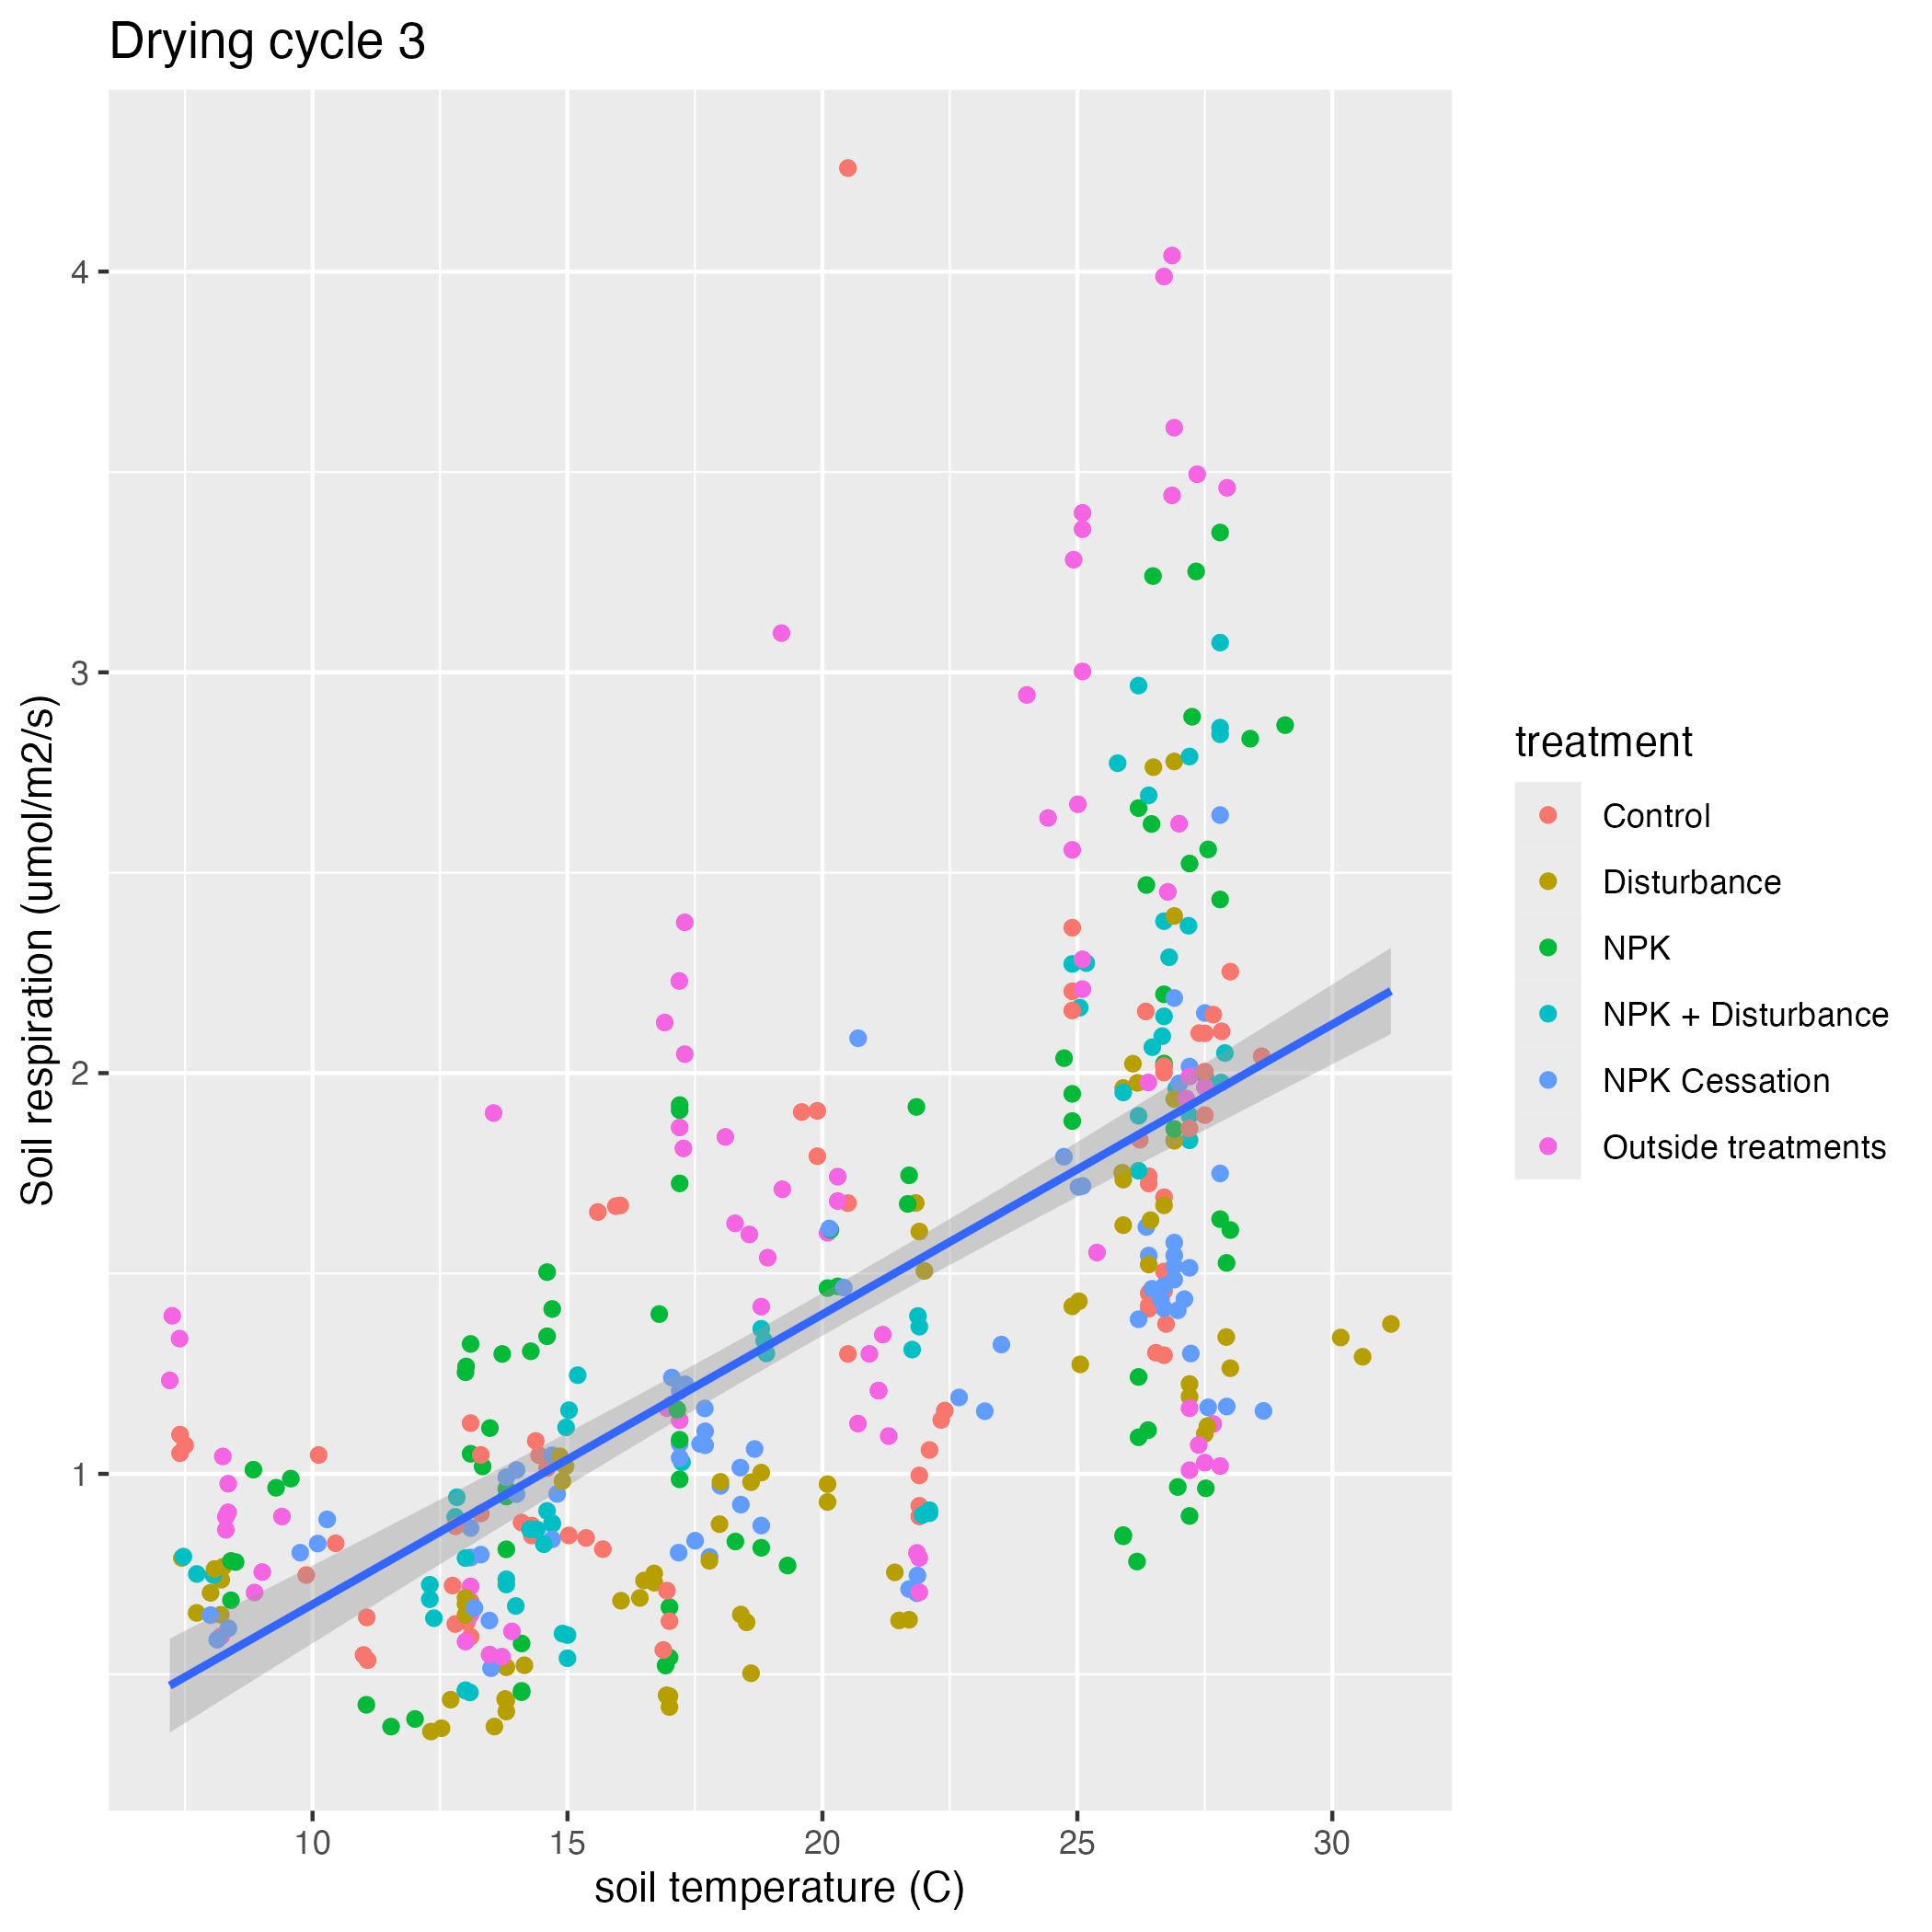 Drying cycle 3
Soil respiration (umol/m2/s)
4
3
2
1
10 15 20 25 30
soil temperature (C)
treatment
Control
Disturbance
NPK
NPK + Disturbance
NPK Cessation
Outside treatments